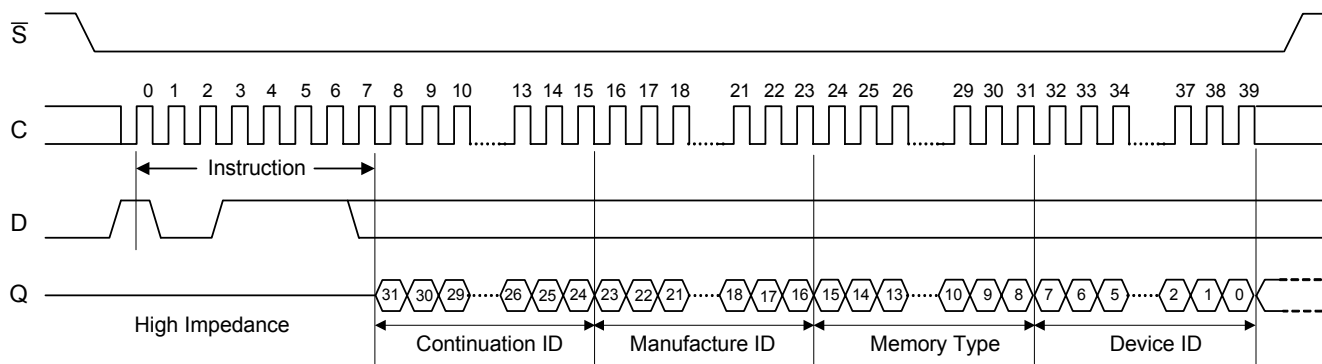 S
0 1 2 3 4 5 6 7 8 9 10 13 14 15 16 17 18 21 22 23 24 25 26 29 30 31 32 33 34 37 38 39
C
Instruction
D
Q
31 30 29 26 25 24 23 22 21 18 17 16 15 14 13 10 9 8 7 6 5 2 1 0
High Impedance
Continuation ID Manufacture ID Memory Type Device ID